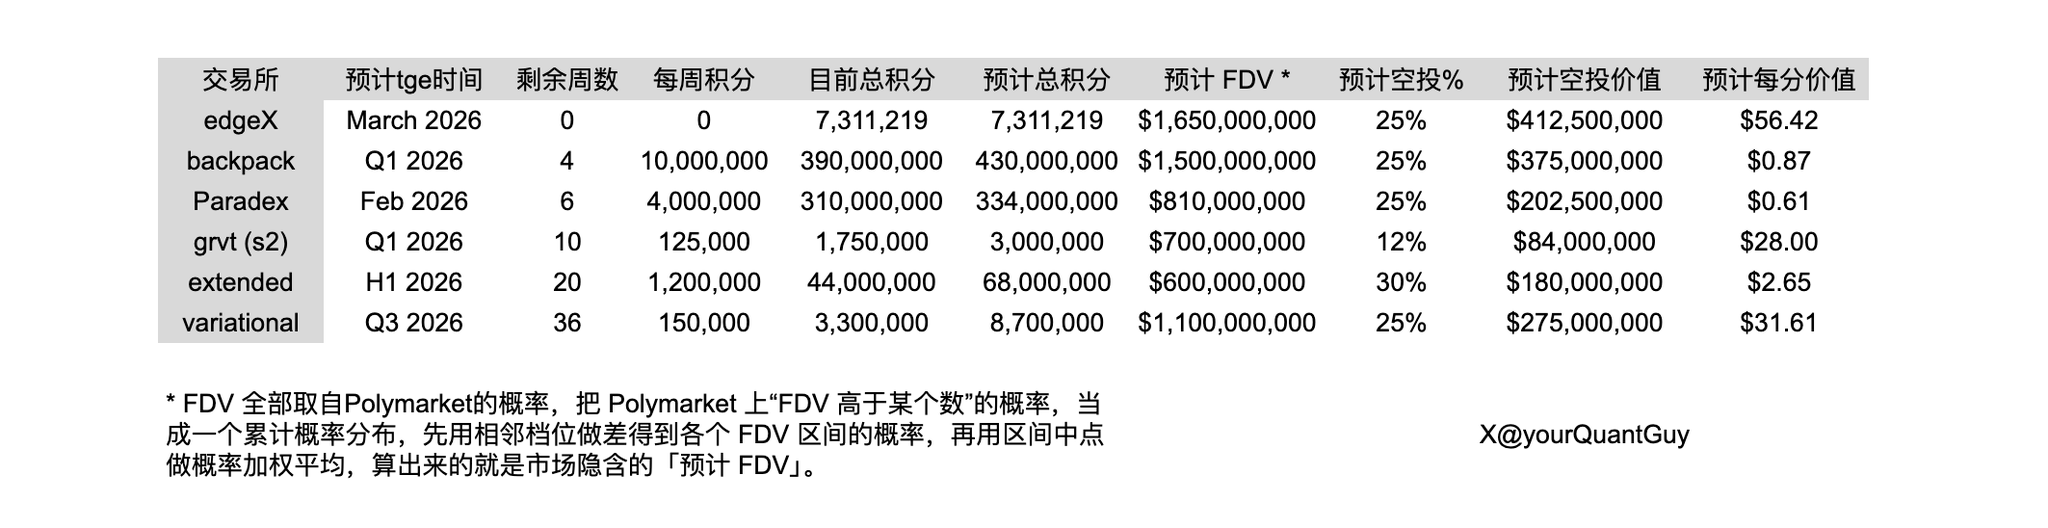 交易所 预计tge时间 剩余周数 每周积分 目前总积分 预计总积分 预计 FDV * 预计空投% 预计空投价值 预计每分价值
edgeX March 2026 0 0 7,311,219 7,311,219 $1,650,000,000 25% $412,500,000 $56.42
backpack Q1 2026 4 10,000,000 390,000,000 430,000,000 $1,500,000,000 25% $375,000,000 $0.87
Paradex Feb 2026 6 4,000,000 310,000,000 334,000,000 $810,000,000 25% $202,500,000 $0.61
grvt (s2) Q1 2026 10 125,000 1,750,000 3,000,000 $700,000,000 12% $84,000,000 $28.00
extended H1 2026 20 1,200,000 44,000,000 68,000,000 $600,000,000 30% $180,000,000 $2.65
variational Q3 2026 36 150,000 3,300,000 8,700,000 $1,100,000,000 25% $275,000,000 $31.61
* FDV 全部取自Polymarket的概率，把 Polymarket 上“FDV 高于某个数”的概率，当
成一个累计概率分布，先用相邻档位做差得到各个 FDV 区间的概率，再用区间中点
做概率加权平均，算出来的就是市场隐含的「预计 FDV」。
X@yourQuantGuy